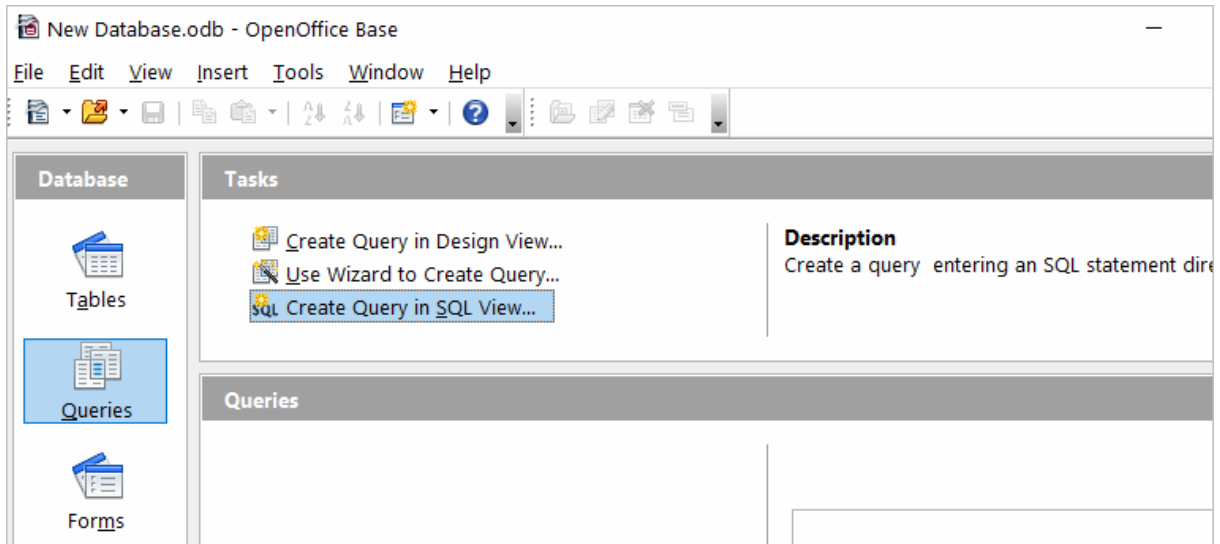 New Database.odb - OpenOffice Base
File Edit View Insert Tools Window Help
Database
Tasks
Create Query in Design View...
Use Wizard to Create Query...
SQL Create Query in SQL View...
Description
Create a query  entering an SQL statement dire
Tables
Queries
Queries
Forms